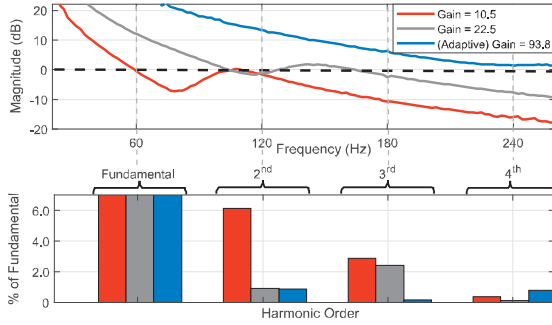 20
10
0
-10
-20
Magnitude (dB)
Gain = 10.5
Gain = 22.5
(Adaptive) Gain = 93.8
60
120
180
240
Frequency (Hz)
Fundamental
2nd
3rd
4th
6.0
4.0
2.0
0
% of Fundamental
Harmonic Order